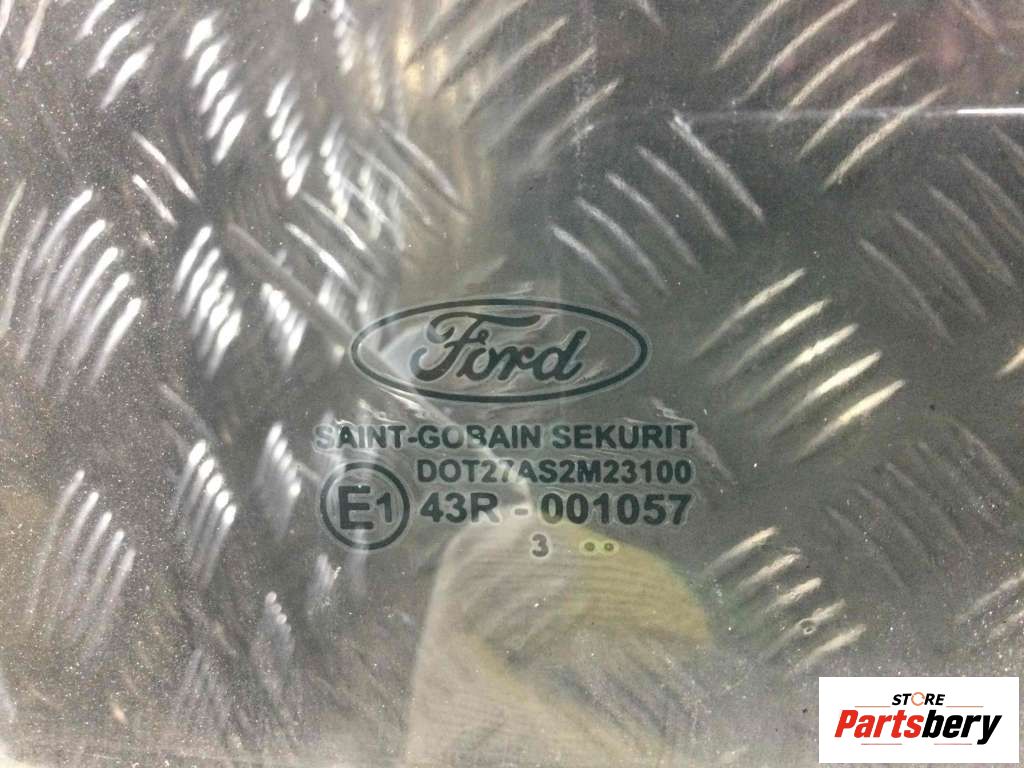 Ford
SAINT-GOBAIN SEKURIT
DOT27AS2M23100
E1 43R - 001057
3 ••
STORE
Partsbery